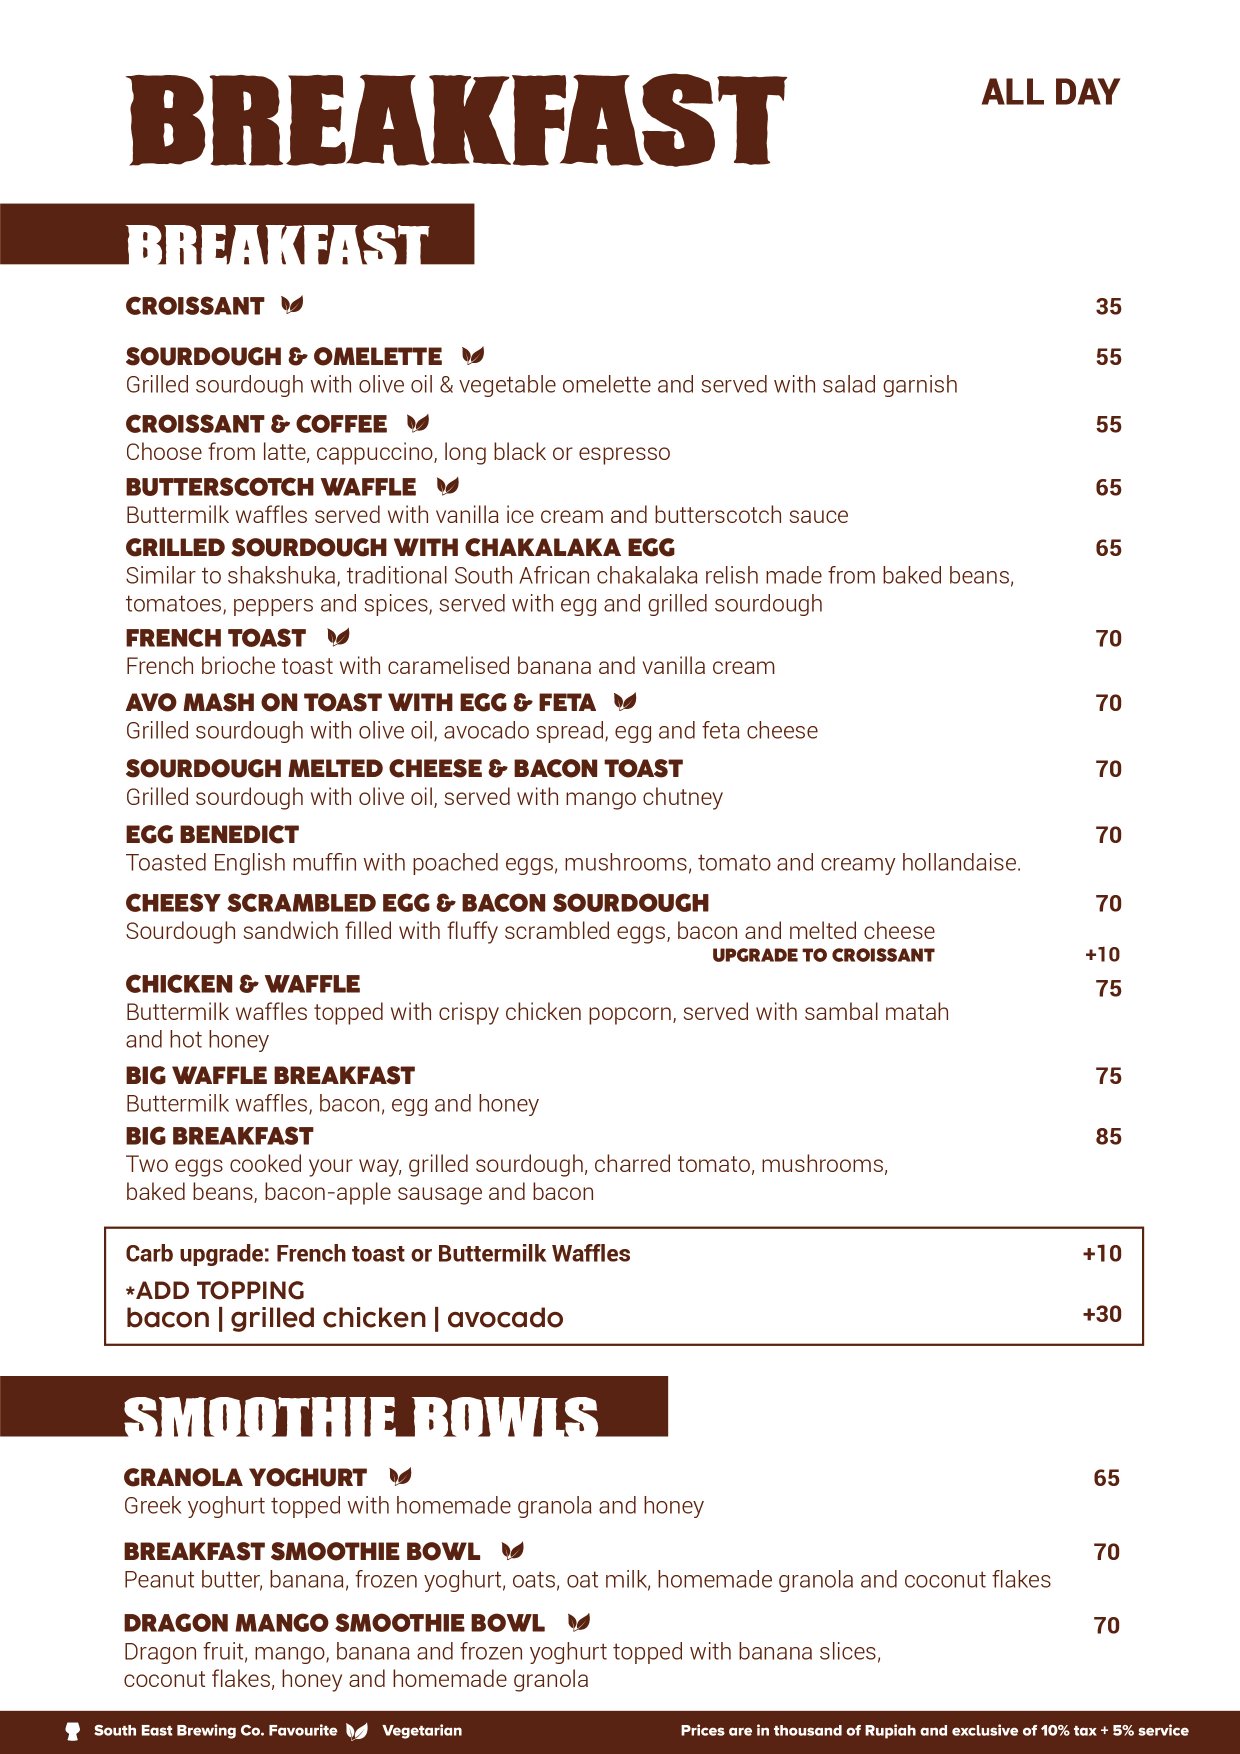 BREAKFAST
ALL DAY
BREAKFAST
CROISSANT 35
SOURDOUGH & OMELETTE 55
Grilled sourdough with olive oil & vegetable omelette and served with salad garnish
CROISSANT & COFFEE 55
Choose from latte, cappuccino, long black or espresso
BUTTERSCOTCH WAFFLE 65
Buttermilk waffles served with vanilla ice cream and butterscotch sauce
GRILLED SOURDOUGH WITH CHAKALAKA EGG 65
Similar to shakshuka, traditional South African chakalaka relish made from baked beans,
tomatoes, peppers and spices, served with egg and grilled sourdough
FRENCH TOAST 70
French brioche toast with caramelised banana and vanilla cream
AVO MASH ON TOAST WITH EGG & FETA 70
Grilled sourdough with olive oil, avocado spread, egg and feta cheese
SOURDOUGH MELTED CHEESE & BACON TOAST 70
Grilled sourdough with olive oil, served with mango chutney
EGG BENEDICT 70
Toasted English muffin with poached eggs, mushrooms, tomato and creamy hollandaise.
CHEESY SCRAMBLED EGG & BACON SOURDOUGH 70
Sourdough sandwich filled with fluffy scrambled eggs, bacon and melted cheese
UPGRADE TO CROISSANT +10
CHICKEN & WAFFLE 75
Buttermilk waffles topped with crispy chicken popcorn, served with sambal matah
and hot honey
BIG WAFFLE BREAKFAST 75
Buttermilk waffles, bacon, egg and honey
BIG BREAKFAST 85
Two eggs cooked your way, grilled sourdough, charred tomato, mushrooms,
baked beans, bacon-apple sausage and bacon
Carb upgrade: French toast or Buttermilk Waffles +10
*ADD TOPPING
bacon | grilled chicken | avocado +30
SMOOTHIE BOWLS
GRANOLA YOGHURT 65
Greek yoghurt topped with homemade granola and honey
BREAKFAST SMOOTHIE BOWL 70
Peanut butter, banana, frozen yoghurt, oats, oat milk, homemade granola and coconut flakes
DRAGON MANGO SMOOTHIE BOWL 70
Dragon fruit, mango, banana and frozen yoghurt topped with banana slices,
coconut flakes, honey and homemade granola
South East Brewing Co. Favourite Vegetarian Prices are in thousand of Rupiah and exclusive of 10% tax + 5% service